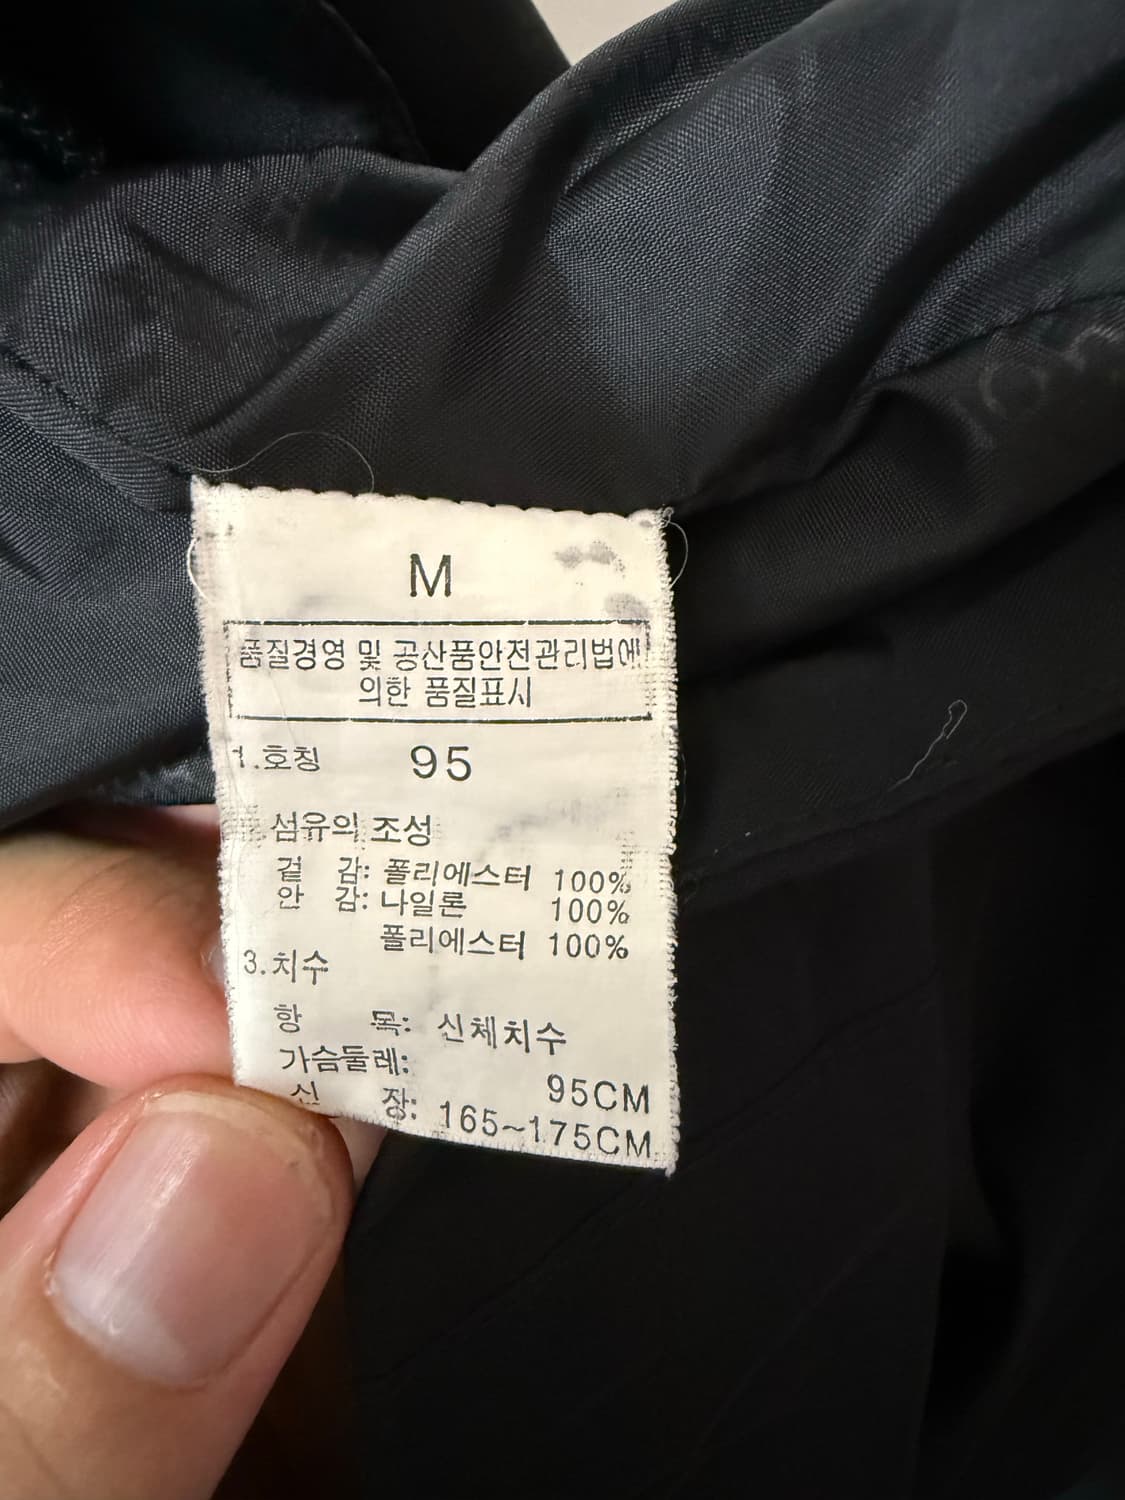 M
품질경영 및 공산품안전관리법에
의한 품질표시
1.호칭 95
섬유의 조성
겉 감: 폴리에스터 100%
안 감: 나일론 100%
폴리에스터 100%
3.치수
항 목: 신체치수
가슴둘레: 95CM
신 장: 165~175CM